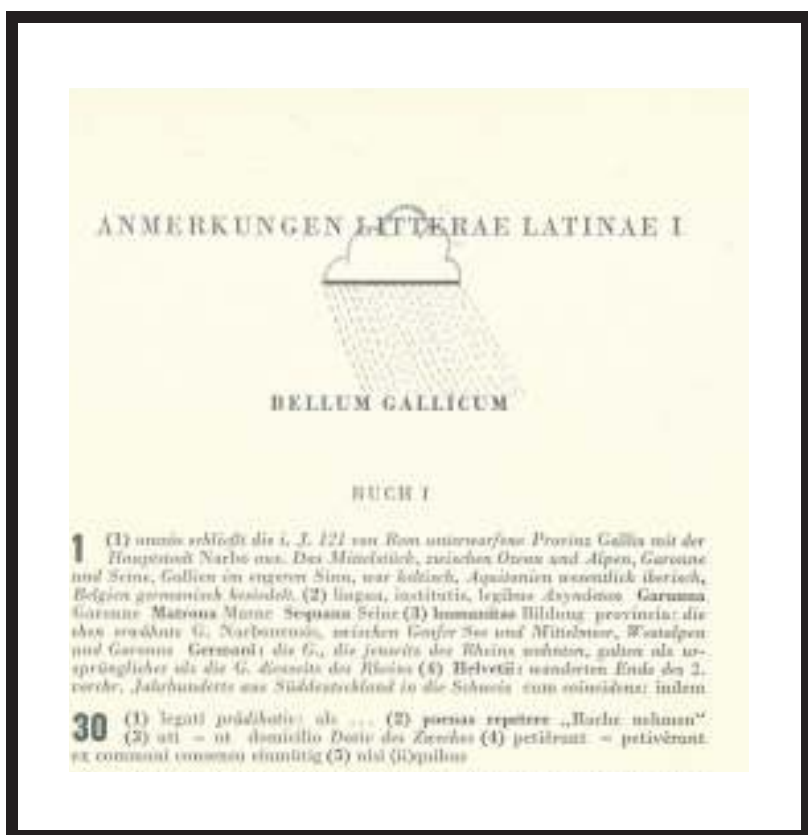 ANMERKUNGEN LITTERAE LATINAE I
BELLUM GALLICUM
BUCH I
1 (1) omnis schließt die i. J. 121 von Rom unterworfene Provinz Gallia mit der
Hauptstadt Narbo aus. Das Mittelstück, zwischen Ozean und Alpen, Garonne
und Seine, Gallien im engeren Sinn, war keltisch, Aquitanien wesentlich iberisch,
Belgien germanisch besiedelt. (2) lingua, institutis, legibus Asyndeton Garunna
Garonne Matrona Marne Sequana Seine (3) humanitas Bildung provincia: die
oben erwähnte G. Narbonensis, zwischen Genfer See und Mittelmeer, Westalpen
und Garonne Germani: die G., die jenseits des Rheins wohnten, galten als ur-
sprünglicher als die G. diesseits des Rheins (4) Helvetii: wanderten Ende des 2.
vorchr. Jahrhunderts aus Süddeutschland in die Schweiz cum indem
30 (1) legati prädikativ: als ... (2) poenas repetere „Rache nehmen“
(3) uti = ut domicilio Dativ des Zweckes (4) petierunt = petivērunt
ex communi consensu einmütig (5) nisi (ii)quibus